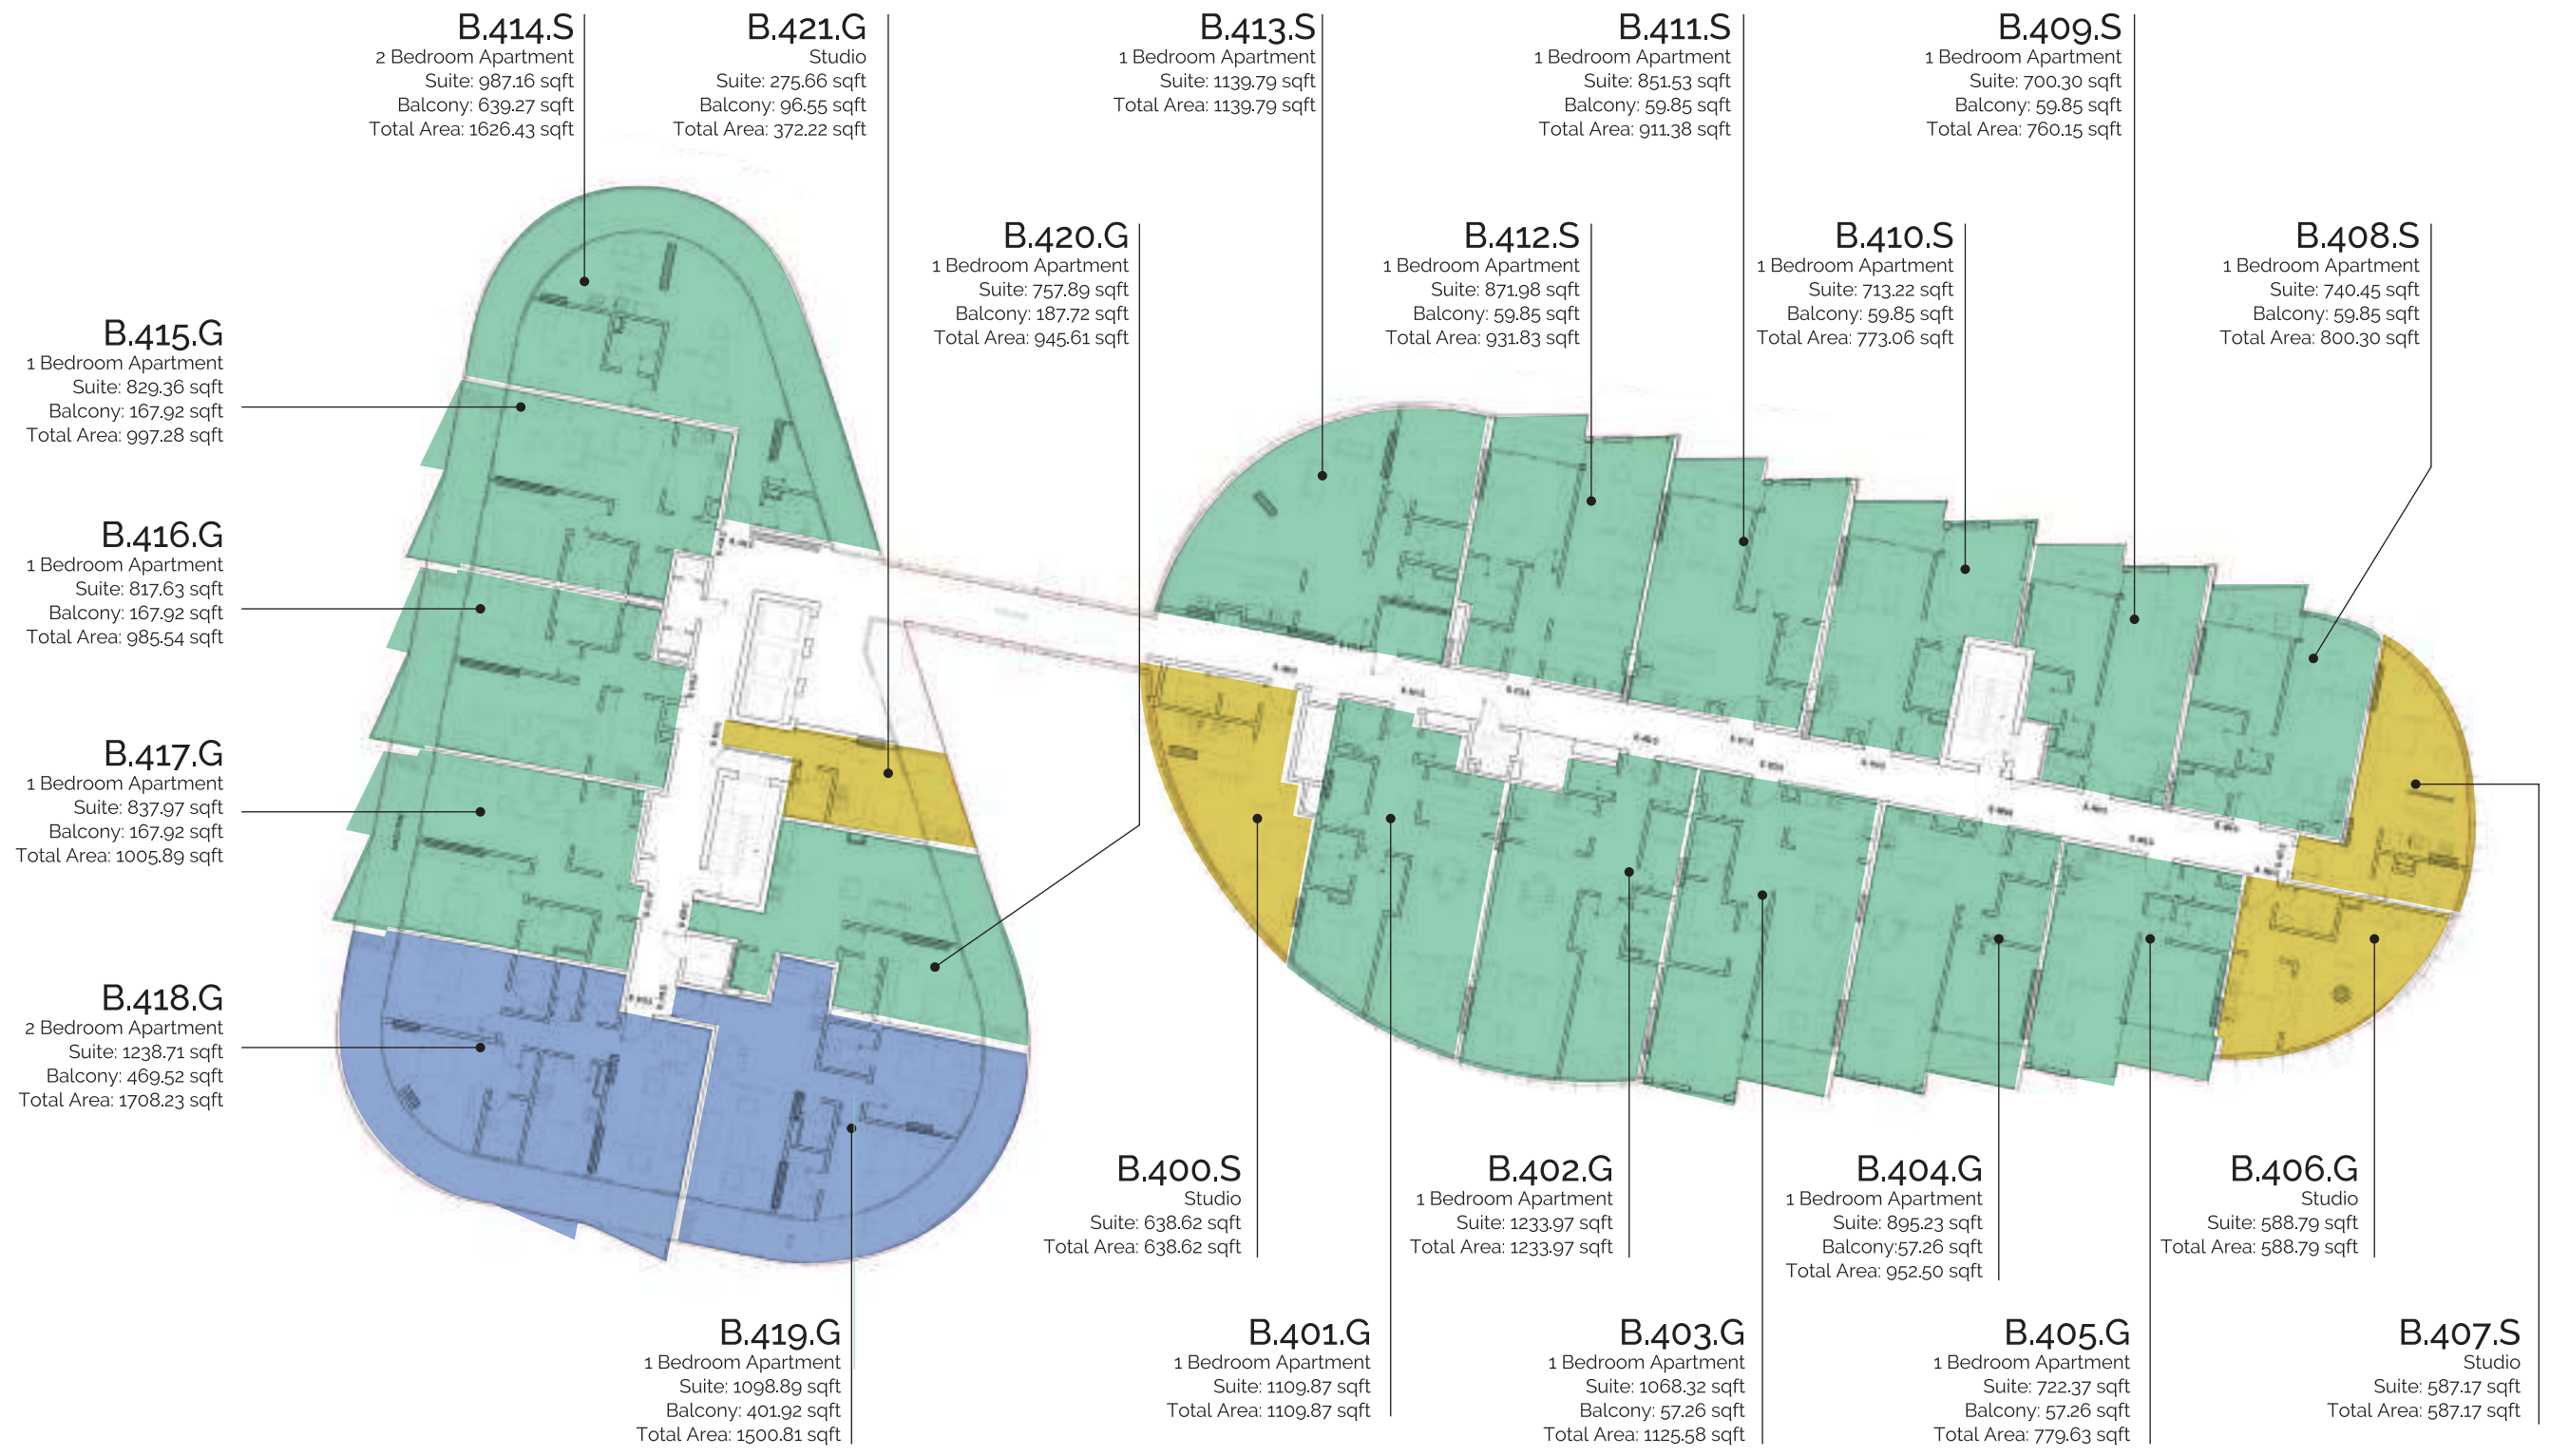 B.414.S
2 Bedroom Apartment
Suite: 987.16 sqft
Balcony: 639.27 sqft
Total Area: 1626.43 sqft
B.421.G
Studio
Suite: 275.66 sqft
Balcony: 96.55 sqft
Total Area: 372.22 sqft
B.413.S
1 Bedroom Apartment
Suite: 1139.79 sqft
Total Area: 1139.79 sqft
B.411.S
1 Bedroom Apartment
Suite: 851.53 sqft
Balcony: 59.85 sqft
Total Area: 911.38 sqft
B.409.S
1 Bedroom Apartment
Suite: 700.30 sqft
Balcony: 59.85 sqft
Total Area: 760.15 sqft
B.420.G
1 Bedroom Apartment
Suite: 757.89 sqft
Balcony: 187.72 sqft
Total Area: 945.61 sqft
B.412.S
1 Bedroom Apartment
Suite: 871.98 sqft
Balcony: 59.85 sqft
Total Area: 931.83 sqft
B.410.S
1 Bedroom Apartment
Suite: 713.22 sqft
Balcony: 59.85 sqft
Total Area: 773.06 sqft
B.408.S
1 Bedroom Apartment
Suite: 740.45 sqft
Balcony: 59.85 sqft
Total Area: 800.30 sqft
B.415.G
1 Bedroom Apartment
Suite: 829.36 sqft
Balcony: 167.92 sqft
Total Area: 997.28 sqft
B.416.G
1 Bedroom Apartment
Suite: 817.63 sqft
Balcony: 167.92 sqft
Total Area: 985.54 sqft
B.417.G
1 Bedroom Apartment
Suite: 837.97 sqft
Balcony: 167.92 sqft
Total Area: 1005.89 sqft
B.418.G
2 Bedroom Apartment
Suite: 1238.71 sqft
Balcony: 469.52 sqft
Total Area: 1708.23 sqft
B.400.S
Studio
Suite: 638.62 sqft
Total Area: 638.62 sqft
B.402.G
1 Bedroom Apartment
Suite: 1233.97 sqft
Total Area: 1233.97 sqft
B.404.G
1 Bedroom Apartment
Suite: 895.23 sqft
Balcony:57.26 sqft
Total Area: 952.50 sqft
B.406.G
Studio
Suite: 588.79 sqft
Total Area: 588.79 sqft
B.419.G
1 Bedroom Apartment
Suite: 1098.89 sqft
Balcony: 401.92 sqft
Total Area: 1500.81 sqft
B.401.G
1 Bedroom Apartment
Suite: 1109.87 sqft
Total Area: 1109.87 sqft
B.403.G
1 Bedroom Apartment
Suite: 1068.32 sqft
Balcony: 57.26 sqft
Total Area: 1125.58 sqft
B.405.G
1 Bedroom Apartment
Suite: 722.37 sqft
Balcony: 57.26 sqft
Total Area: 779.63 sqft
B.407.S
Studio
Suite: 587.17 sqft
Total Area: 587.17 sqft